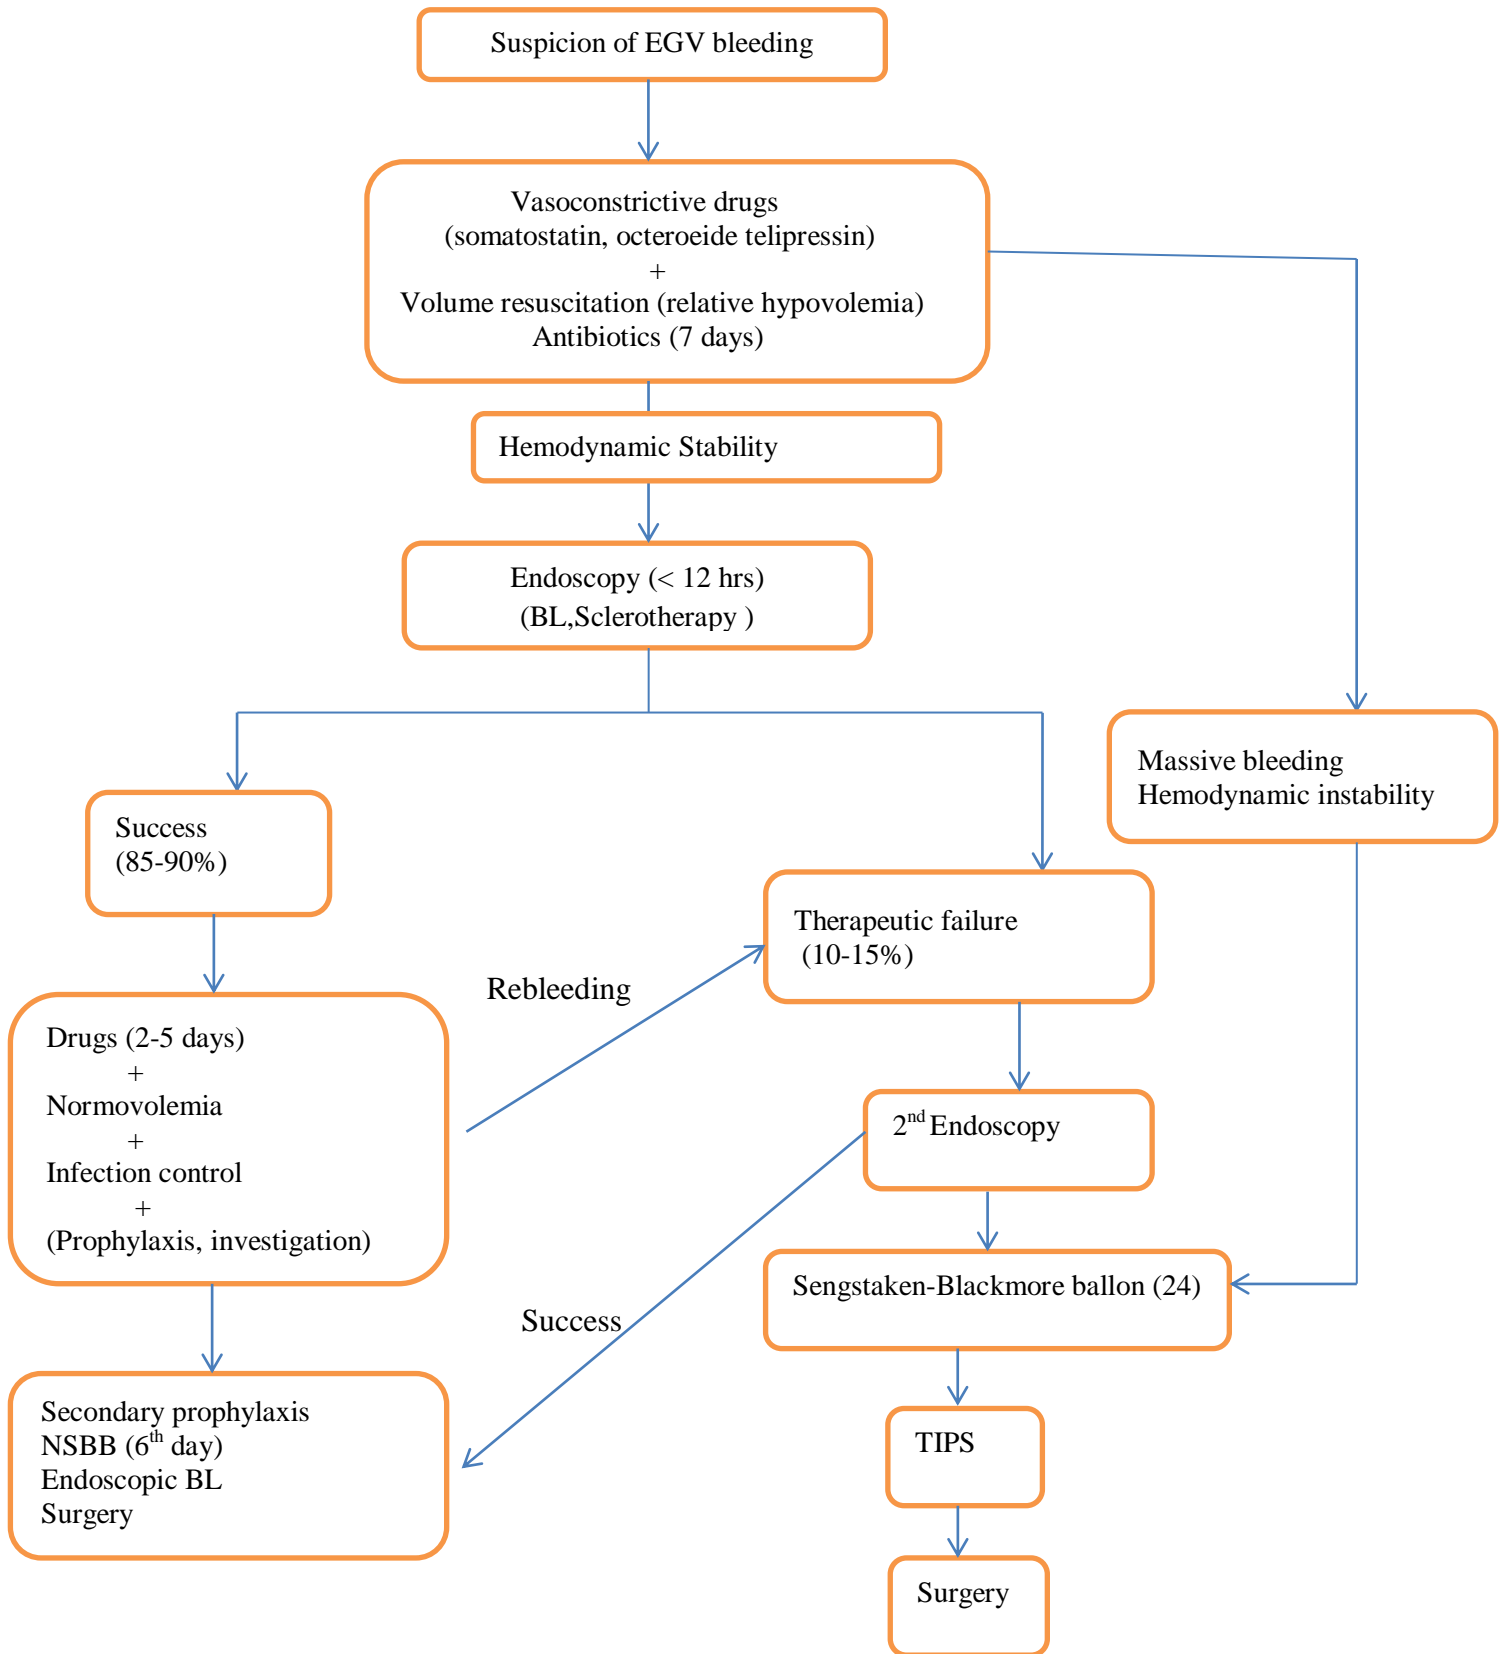 Suspicion of EGV bleeding
Vasoconstrictive drugs
(somatostatin, octeroeide telipressin)
+
Volume resuscitation (relative hypovolemia)
Antibiotics (7 days)
Hemodynamic Stability
Endoscopy (< 12 hrs)
(BL,Sclerotherapy )
Massive bleeding
Hemodynamic instability
Success
(85-90%)
Therapeutic failure
(10-15%)
Rebleeding
Drugs (2-5 days)
+
Normovolemia
+
Infection control
+
(Prophylaxis, investigation)
2nd Endoscopy
Sengstaken-Blackmore ballon (24)
Success
Secondary prophylaxis
NSBB (6th day)
Endoscopic BL
Surgery
TIPS
Surgery